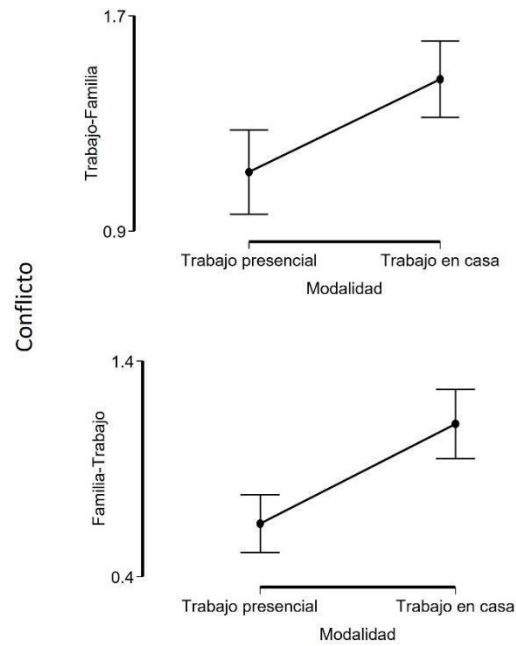 Conflicto
1.7
Trabajo-Familia
0.9
Trabajo presencial Trabajo en casa
Modalidad
1.4
Familia-Trabajo
0.4
Trabajo presencial Trabajo en casa
Modalidad